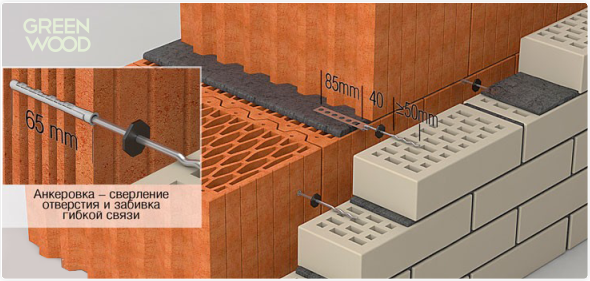 GREEN
WOOD
85mm
40
≥50mm
65 mm
Анкеровка – сверление
отверстия и забивка
гибкой связи